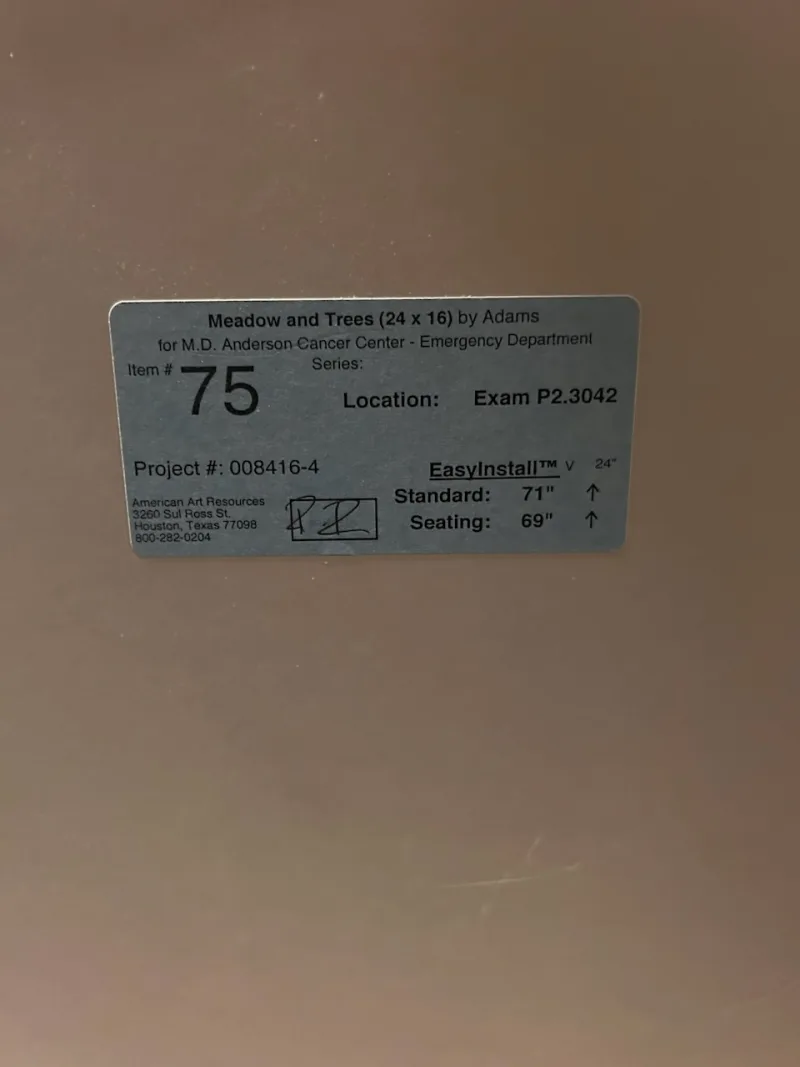 Meadow and Trees (24 x 16) by Adams
for M.D. Anderson Cancer Center - Emergency Department
Item # 75
Series:
Location: Exam P2.3042
Project #: 008416-4
EasyInstall™ V 24"
Standard: 71" ↑
Seating: 69" ↑
American Art Resources
3260 Sul Ross St.
Houston, Texas 77098
800-282-0204